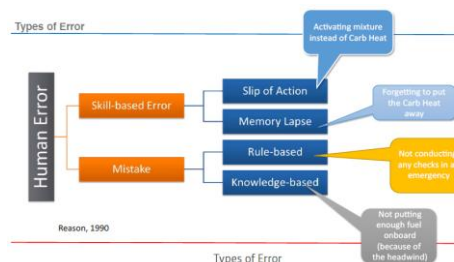 Types of Error
Activating mixture
instead of Carb Heat
Human Error
Skill-based Error
Slip of Action
Memory Lapse
Forgetting to put
the Carb Heat
away
Mistake
Rule-based
Knowledge-based
Not conducting
any checks in a
emergency
Not putting
enough fuel
onboard
(because of
the headwind)
Reason, 1990
Types of Error